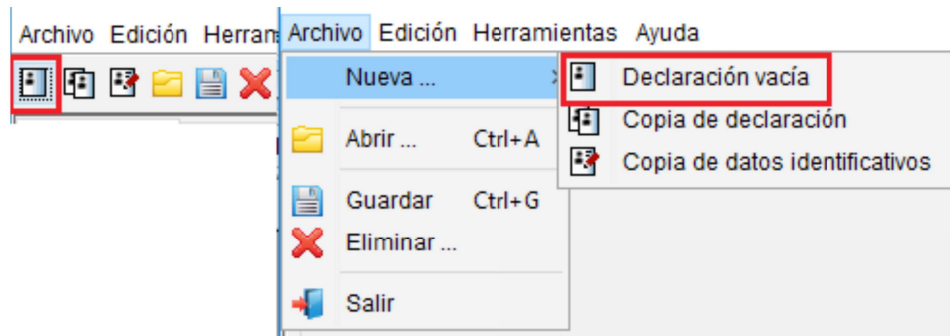 Archivo Edición Herram
Archivo Edición Herramientas Ayuda
Nueva ...
Declaración vacía
Copia de declaración
Copia de datos identificativos
Abrir ... Ctrl+A
Guardar Ctrl+G
Eliminar ...
Salir